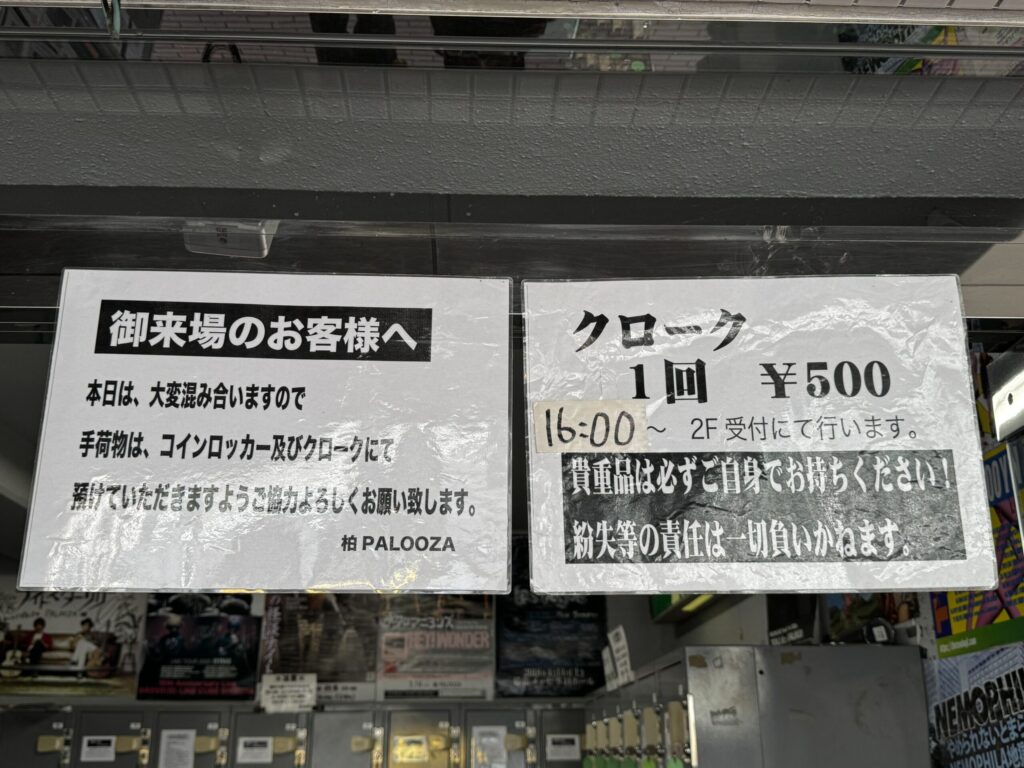 御来場のお客様へ
本日は、大変混み合いますので
手荷物は、コインロッカー及びクロークにて
預けていただきますようご協力よろしくお願い致します。
柏 PALOOZA
クローク
1回 ￥500
16:00～ 2F 受付にて行います。
貴重品は必ずご自身でお持ちください！
紛失等の責任は一切負いかねます。
RED WONDER
NEMOPHILA